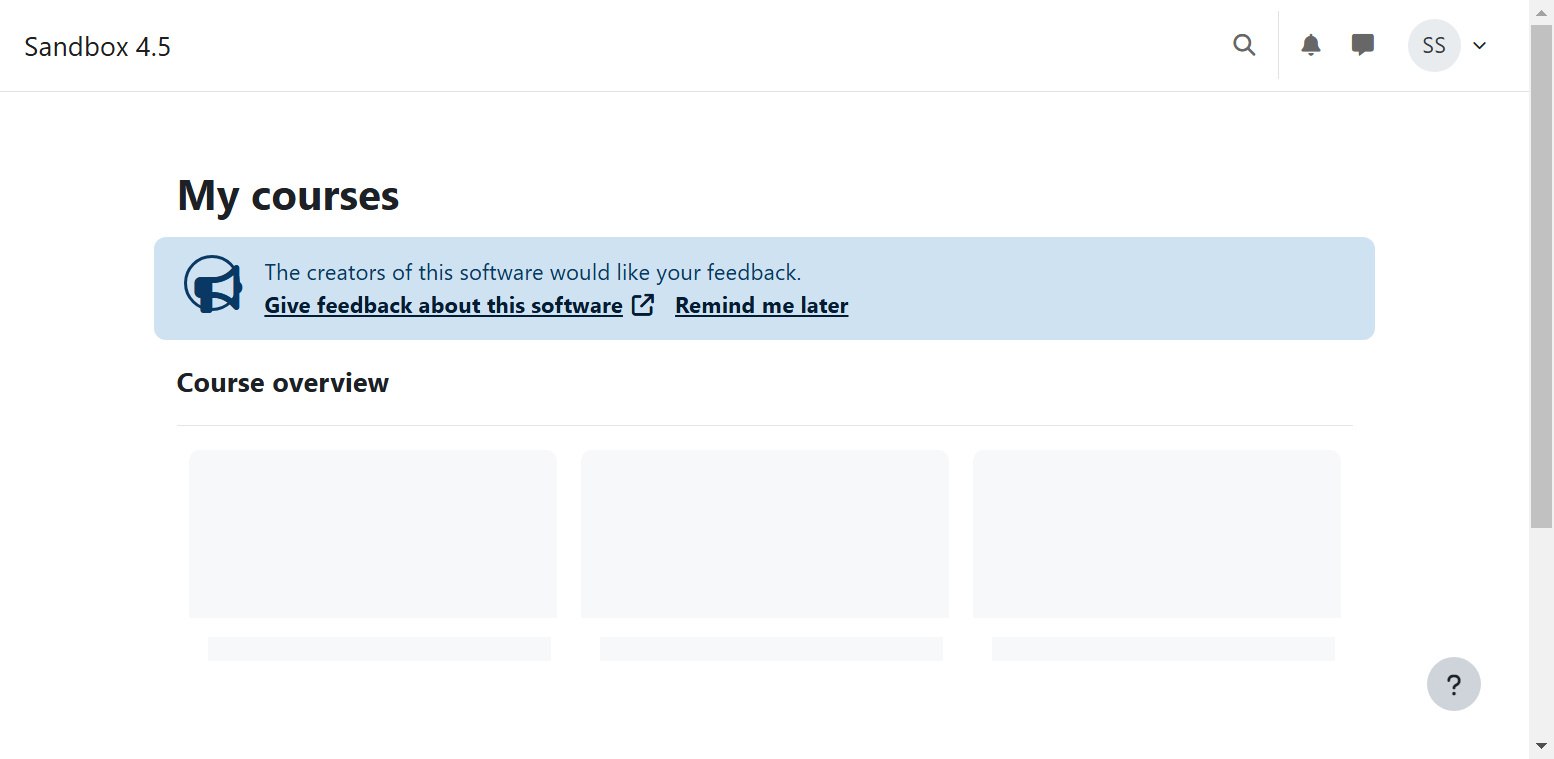 Sandbox 4.5
SS
My courses
The creators of this software would like your feedback.
Give feedback about this software Remind me later
Course overview
?